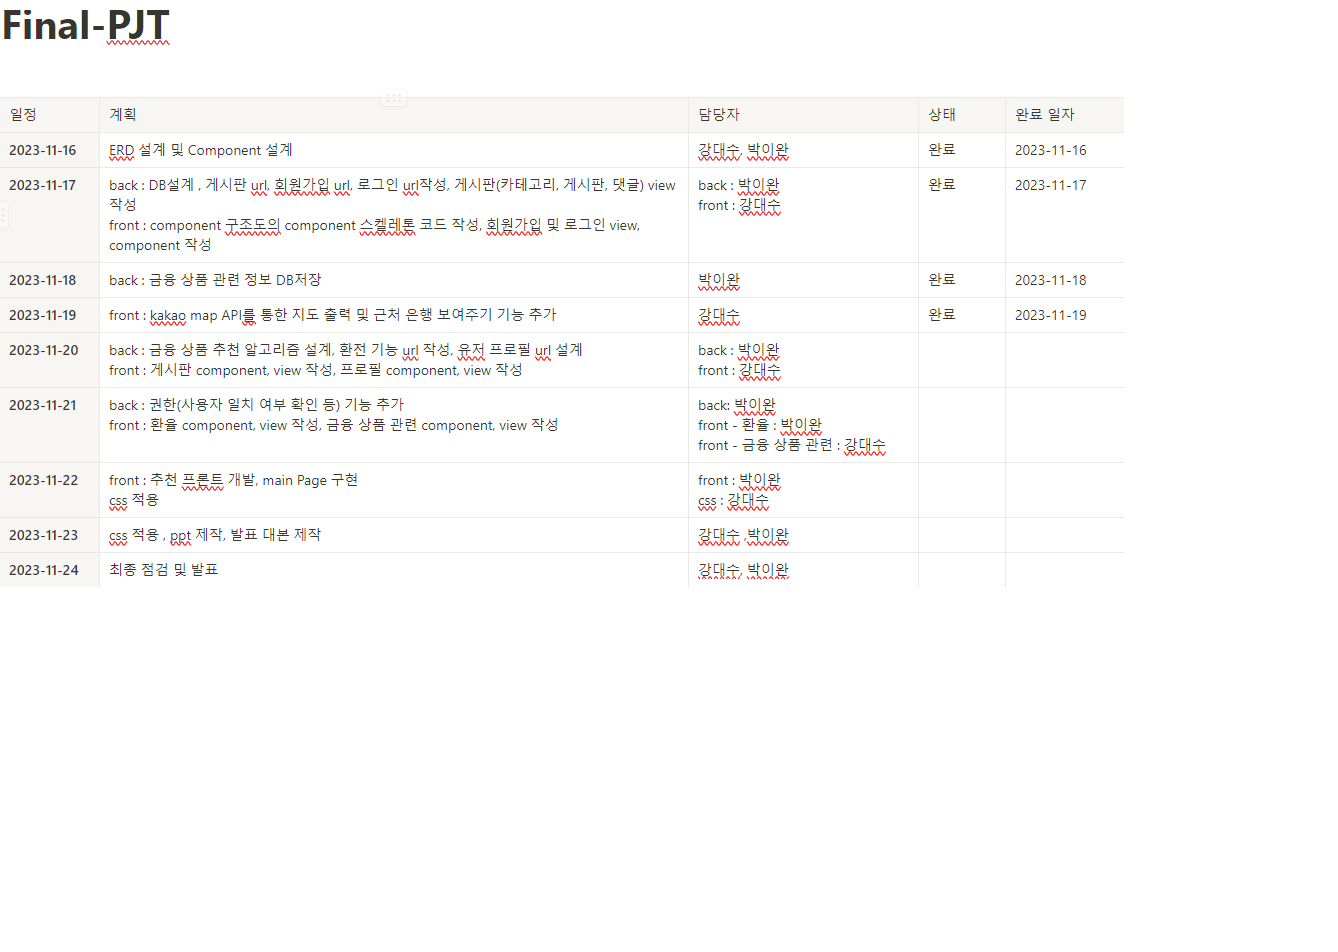 Final-PJT
일정 계획 담당자 상태 완료 일자
2023-11-16 ERD 설계 및 Component 설계 강대수, 박이완 완료 2023-11-16
2023-11-17 back : DB설계 , 게시판 url, 회원가입 url, 로그인 url작성, 게시판(카테고리, 게시판, 댓글) view back : 박이완 완료 2023-11-17
작성 front : 강대수
front : component 구조도의 component 스켈레톤 코드 작성, 회원가입 및 로그인 view,
component 작성
2023-11-18 back : 금융 상품 관련 정보 DB저장 박이완 완료 2023-11-18
2023-11-19 front : kakao map API를 통한 지도 출력 및 근처 은행 보여주기 기능 추가 강대수 완료 2023-11-19
2023-11-20 back : 금융 상품 추천 알고리즘 설계, 환전 기능 url 작성, 유저 프로필 url 설계 back : 박이완
front : 게시판 component, view 작성, 프로필 component, view 작성 front : 강대수
2023-11-21 back : 권한(사용자 일치 여부 확인 등) 기능 추가 back: 박이완
front : 환율 component, view 작성, 금융 상품 관련 component, view 작성 front - 환율 : 박이완
front - 금융 상품 관련 : 강대수
2023-11-22 front : 추천 프론트 개발, main Page 구현 front : 박이완
css 적용 css : 강대수
2023-11-23 css 적용 , ppt 제작, 발표 대본 제작 강대수 ,박이완
2023-11-24 최종 점검 및 발표 강대수, 박이완